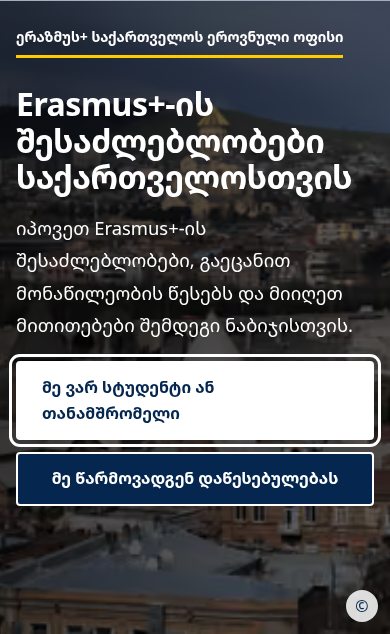 ერაზმუს+ საქართველოს ეროვნული ოფისი
Erasmus+-ის
შესაძლებლობები
საქართველოსთვის
იპოვეთ Erasmus+-ის
შესაძლებლობები, გაეცანით
მონაწილეობის წესებს და მიიღეთ
მითითებები შემდეგი ნაბიჯისთვის.
მე ვარ სტუდენტი ან
თანამშრომელი
მე წარმოვადგენ დაწესებულებას
©